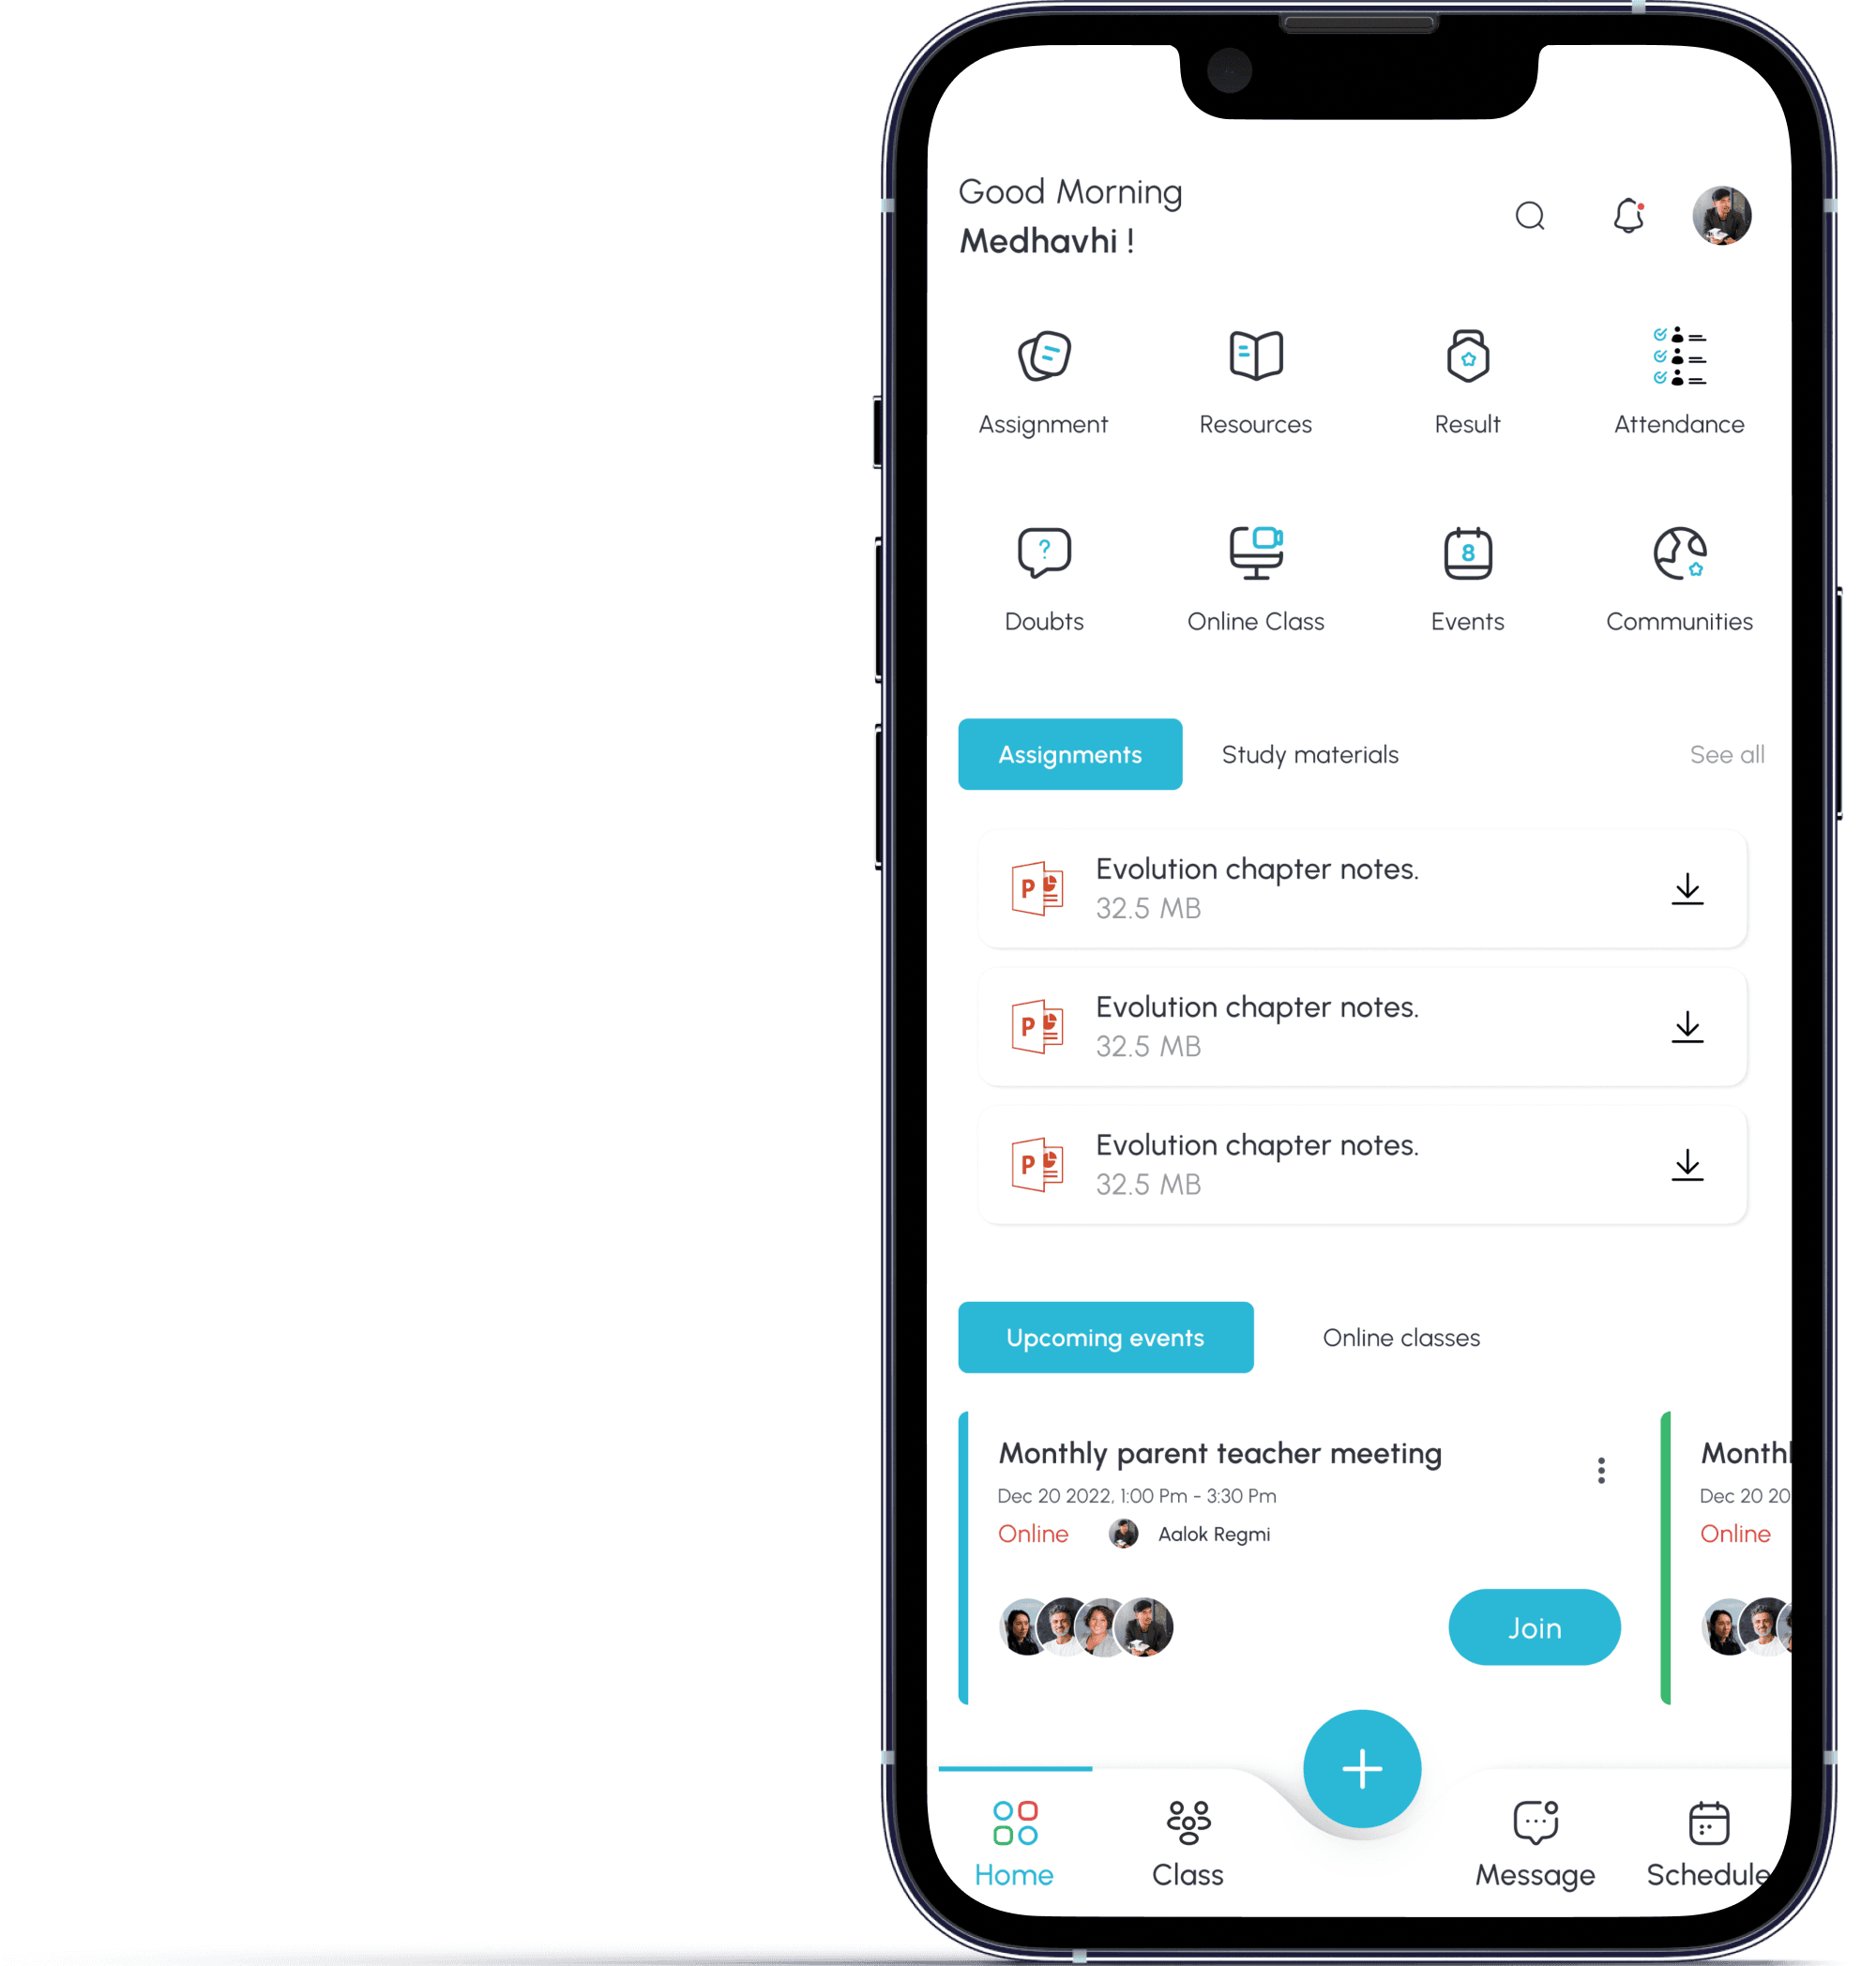 Good Morning
Medhavhi !
Assignment
Resources
Result
Attendance
8
?
Doubts
Online Class
Events
Communities
Assignments
Study materials
See all
P
Evolution chapter notes.
32.5 MB
P
Evolution chapter notes.
32.5 MB
P
Evolution chapter notes.
32.5 MB
Upcoming events
Online classes
Monthly parent teacher meeting
Dec 20 2022, 1:00 Pm - 3:30 Pm
Online
Aalok Regmi
Join
Month
Dec 20 20
Online
Home
Class
Message
Schedule